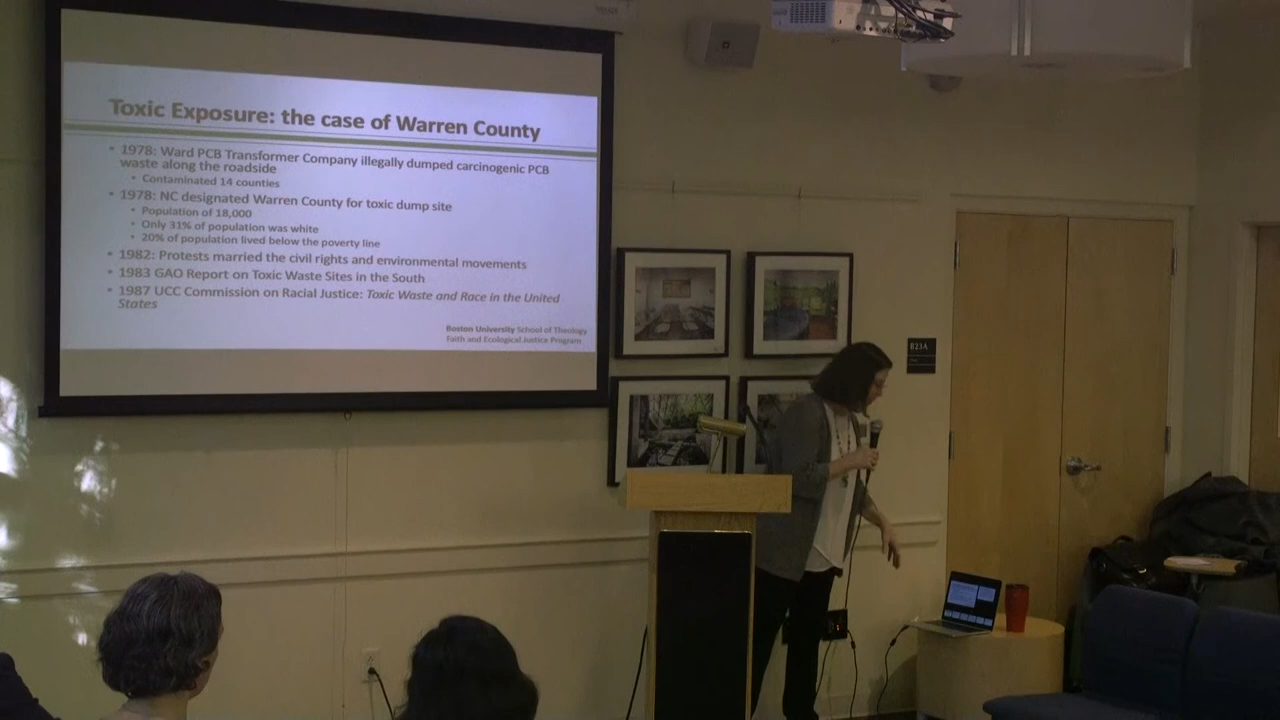 Toxic Exposure: the case of Warren County
• 1978: Ward PCB Transformer Company illegally dumped carcinogenic PCB
waste along the roadside
• Contaminated 14 counties
• 1978: NC designated Warren County for toxic dump site
• Population of 18,000
• Only 31% of population was white
• 20% of population lived below the poverty line
• 1982: Protests married the civil rights and environmental movements
• 1983 GAO Report on Toxic Waste Sites in the South
• 1987 UCC Commission on Racial Justice: Toxic Waste and Race in the United
States
Boston University School of Theology
Faith and Ecological Justice Program
B23A